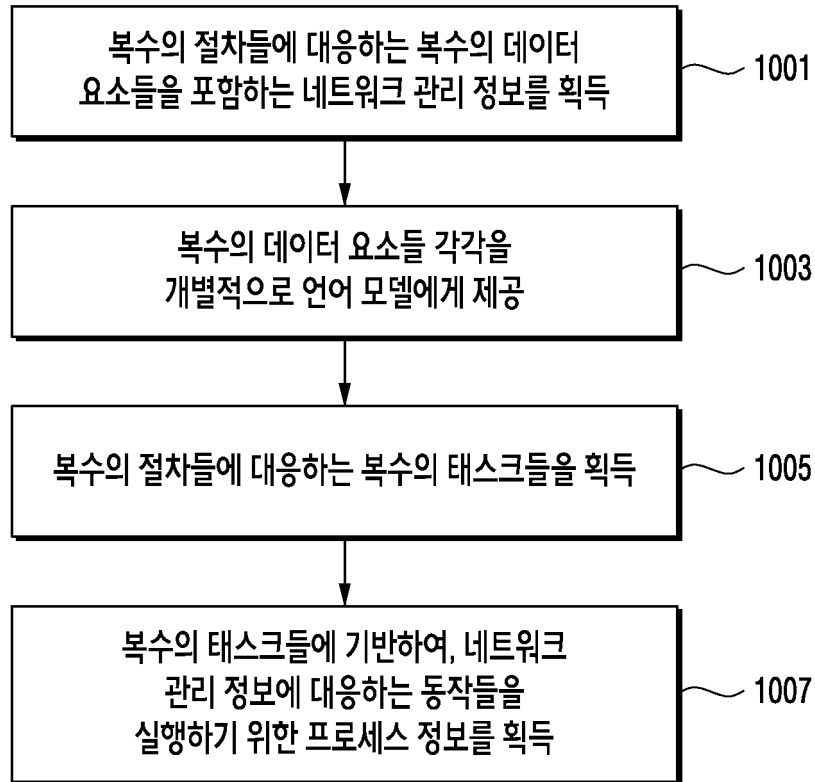 복수의 절차들에 대응하는 복수의 데이터
요소들을 포함하는 네트워크 관리 정보를 획득
1001
복수의 데이터 요소들 각각을
개별적으로 언어 모델에게 제공
1003
복수의 절차들에 대응하는 복수의 태스크들을 획득
1005
복수의 태스크들에 기반하여, 네트워크
관리 정보에 대응하는 동작들을
실행하기 위한 프로세스 정보를 획득
1007